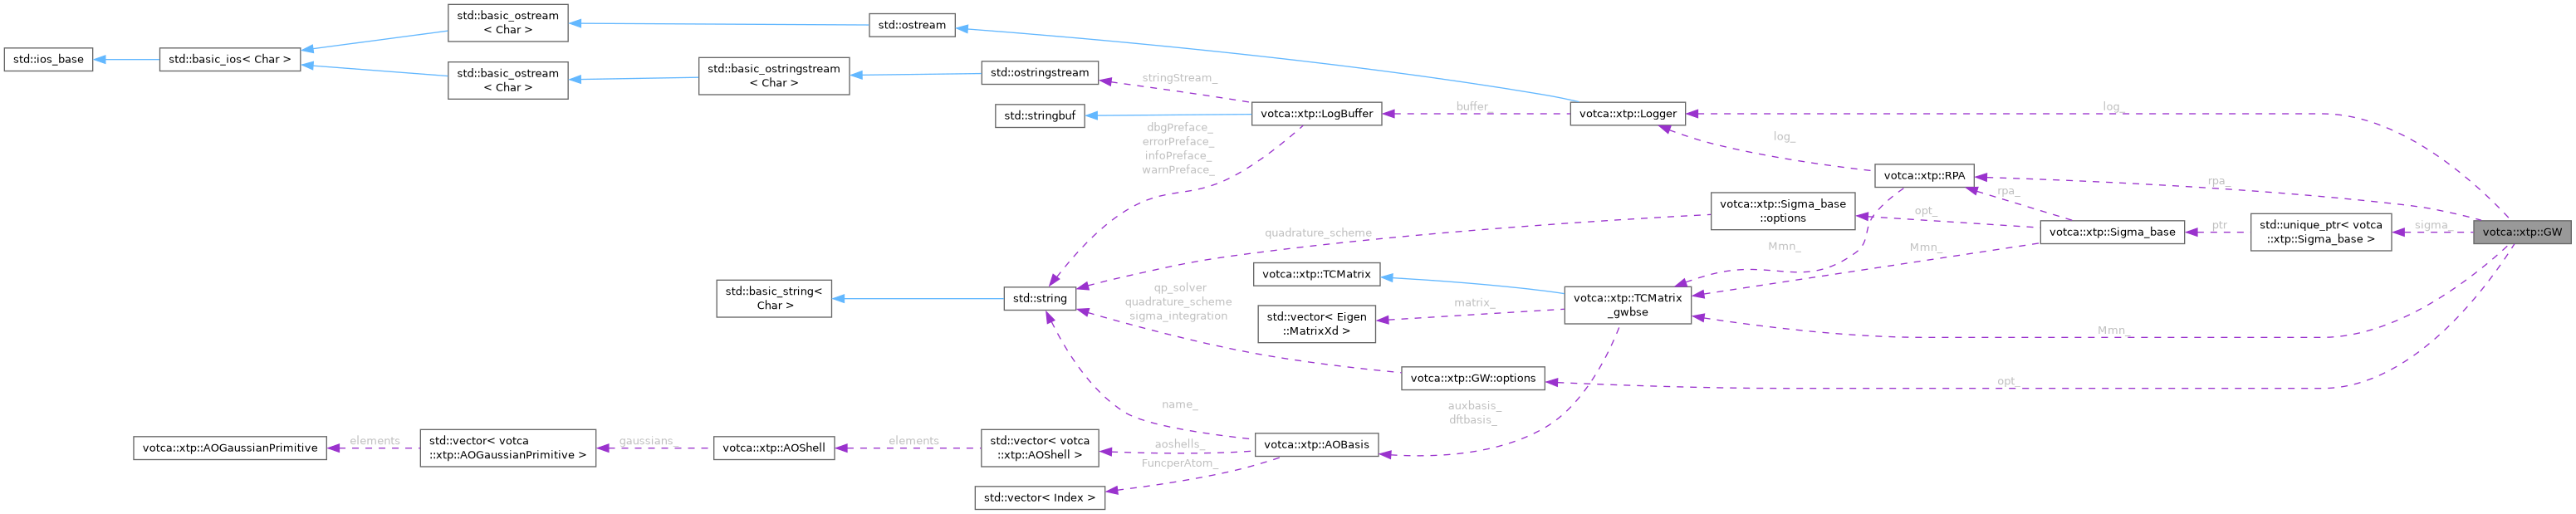 std::basic_ostream
< Char >
std::ostream
std::ios_base
std::basic_ios< Char >
std::basic_ostream
< Char >
std::basic_ostringstream
< Char >
std::ostringstream
stringStream_
std::stringbuf
votca::xtp::LogBuffer
buffer_
votca::xtp::Logger
log_
dbgPreface_
errorPreface_
infoPreface_
warnPreface_
log_
votca::xtp::RPA
rpa_
rpa_
votca::xtp::Sigma_base
::options
opt_
quadrature_scheme
Mmn_
Mmn_
votca::xtp::Sigma_base
ptr
std::unique_ptr< votca
::xtp::Sigma_base >
sigma_
votca::xtp::GW
votca::xtp::TCMatrix
std::basic_string<
Char >
std::string
qp_solver
quadrature_scheme
sigma_integration
std::vector< Eigen
::MatrixXd >
matrix_
votca::xtp::TCMatrix
_gwbse
Mmn_
votca::xtp::GW::options
opt_
name_
auxbasis_
dftbasis_
votca::xtp::AOGaussianPrimitive
elements
std::vector< votca
::xtp::AOGaussianPrimitive >
gaussians_
votca::xtp::AOShell
elements
std::vector< votca
::xtp::AOShell >
aoshells_
votca::xtp::AOBasis
FuncperAtom_
std::vector< Index >